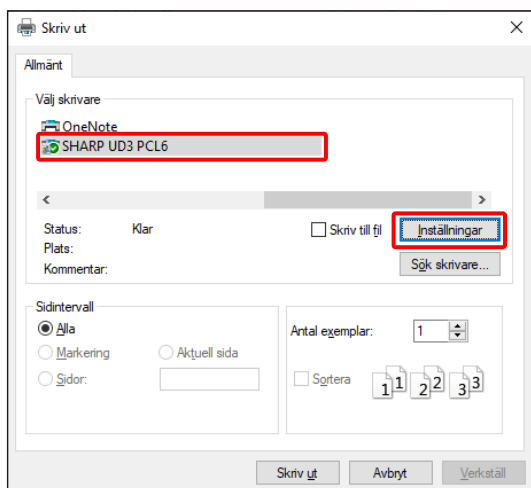 Skriv ut
Allmänt
Välj skrivare
OneNote
SHARP UD3 PCL6
Status: Klar
Skriv till fil
Inställningar
Plats:
Kommentar:
Sök skrivare...
Sidintervall
Alla
Markering
Aktuell sida
Sidor:
Antal exemplar: 1
Sortera
1 1 2 2 3 3
Skriv ut
Avbryt
Verkställ